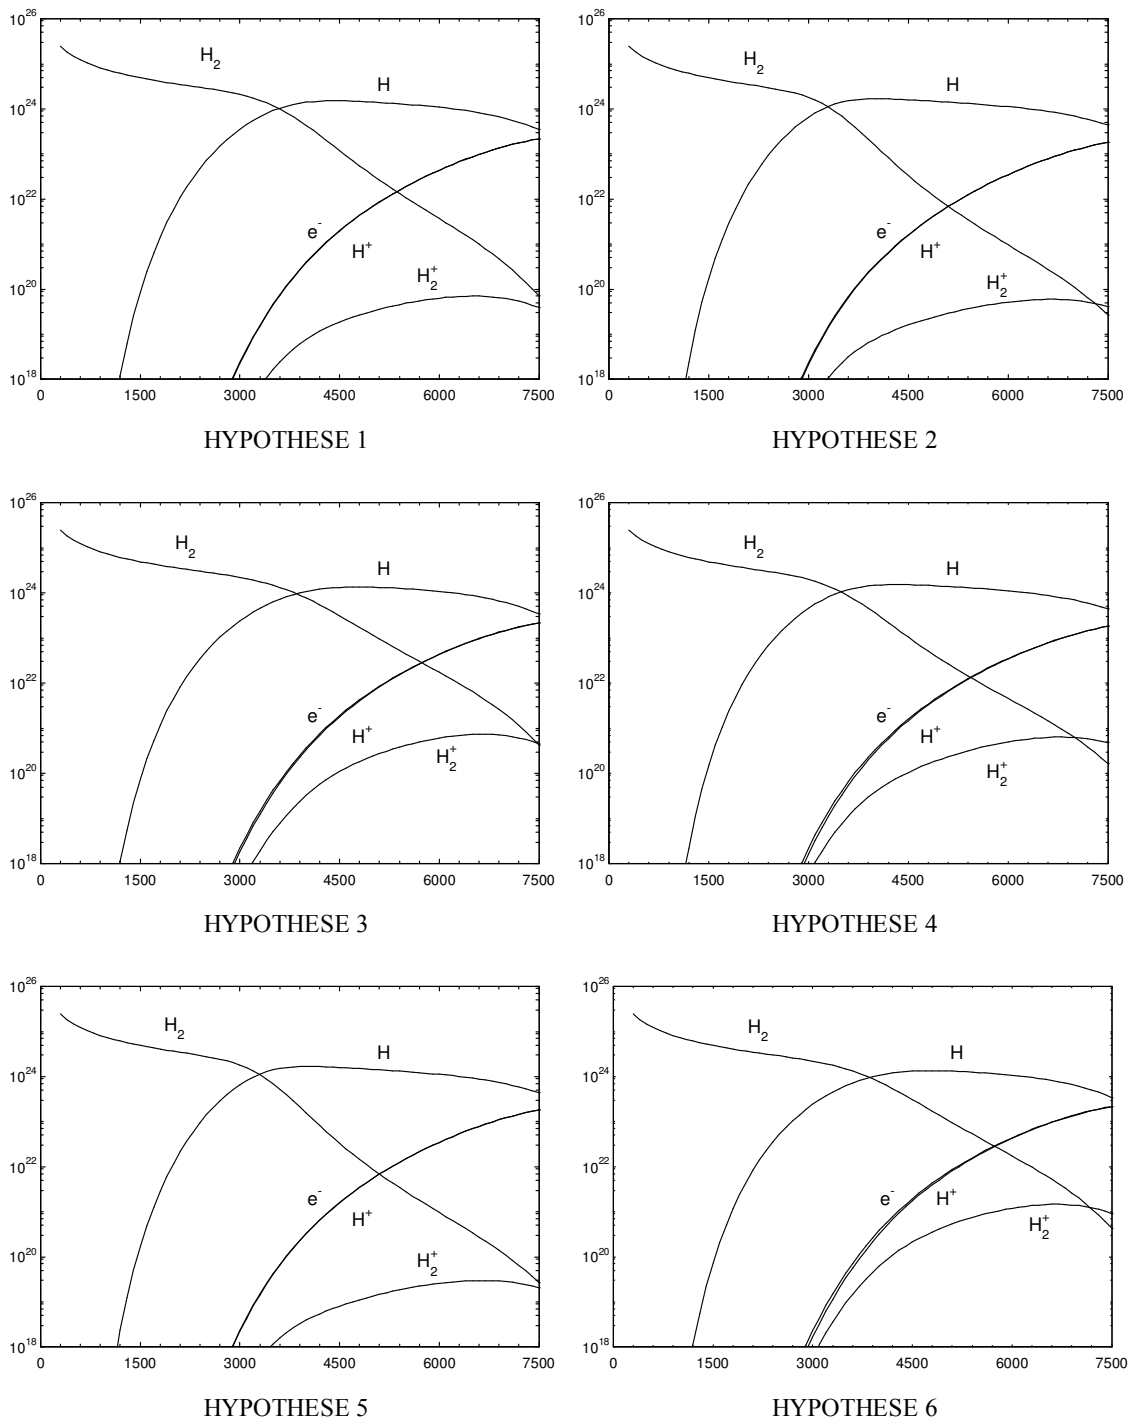 10^26
10^24
10^22
10^20
10^18
0 1500 3000 4500 6000 7500
H_2
H
e^-
H^+
H_2^+
HYPOTHESE 1
10^26
10^24
10^22
10^20
10^18
0 1500 3000 4500 6000 7500
H_2
H
e^-
H^+
H_2^+
HYPOTHESE 2
10^26
10^24
10^22
10^20
10^18
0 1500 3000 4500 6000 7500
H_2
H
e^-
H^+
H_2^+
HYPOTHESE 3
10^26
10^24
10^22
10^20
10^18
0 1500 3000 4500 6000 7500
H_2
H
e^-
H^+
H_2^+
HYPOTHESE 4
10^26
10^24
10^22
10^20
10^18
0 1500 3000 4500 6000 7500
H_2
H
e^-
H^+
H_2^+
HYPOTHESE 5
10^26
10^24
10^22
10^20
10^18
0 1500 3000 4500 6000 7500
H_2
H
e^-
H^+
H_2^+
HYPOTHESE 6